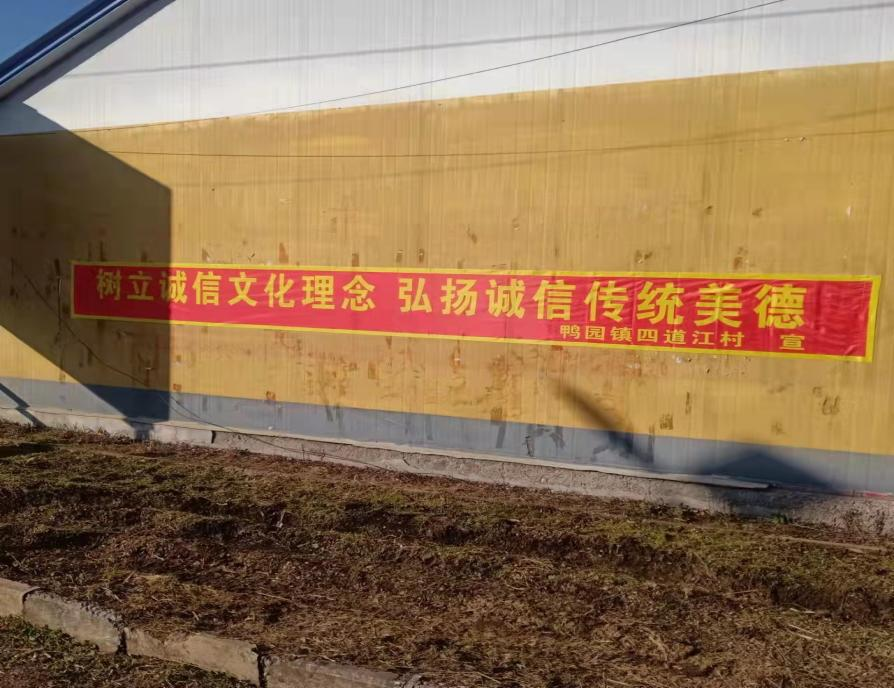 树立诚信文化理念 弘扬诚信传统美德
鸭园镇四道江村 宣